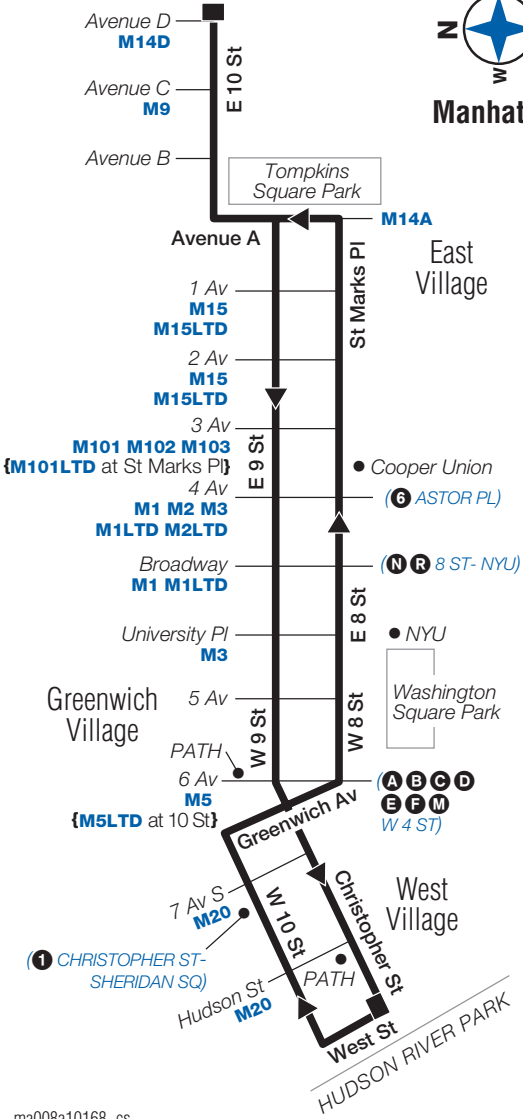 Avenue D
M14D
Avenue C
M9
E 10 St
N
W
Manhat
Avenue B
Tompkins
Square Park
Avenue A
M14A
East
Village
St Marks Pl
1 Av
M15
M15LTD
2 Av
M15
M15LTD
3 Av
M101 M102 M103
{M101LTD at St Marks Pl}
E 9 St
Cooper Union
4 Av
M1 M2 M3
M1LTD M2LTD
(6 ASTOR PL)
Broadway
M1 M1LTD
(N R 8 ST- NYU)
E 8 St
University Pl
M3
NYU
Washington
Square Park
5 Av
Greenwich
Village
W 9 St
W 8 St
PATH
6 Av
M5
{M5LTD at 10 St}
(A B C D
E F M
W 4 ST)
Greenwich Av
7 Av S
M20
W 10 St
Christopher St
West
Village
(1 CHRISTOPHER ST-
SHERIDAN SQ)
Hudson St
M20
PATH
West St
HUDSON RIVER PARK
ma008a10168_cs